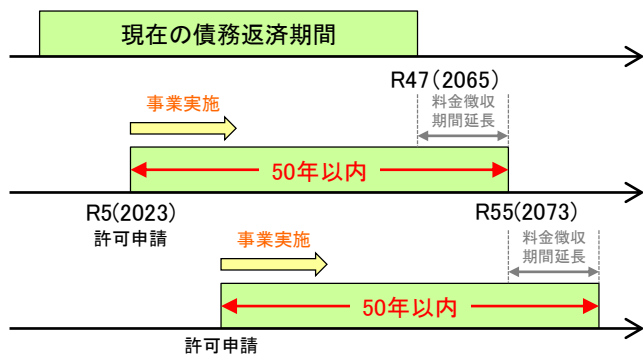 現在の債務返済期間
R47(2065)
事業実施
料金徴収
期間延長
50年以内
R5(2023)
許可申請
R55(2073)
事業実施
料金徴収
期間延長
50年以内
許可申請